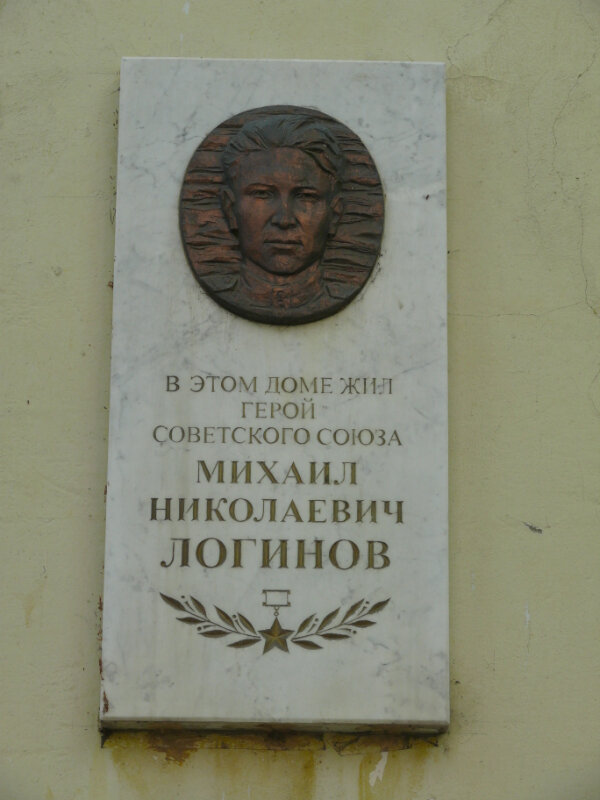 В ЭТОМ ДОМЕ ЖИЛ
ГЕРОЙ
СОВЕТСКОГО СОЮЗА
МИХАИЛ
НИКОЛАЕВИЧ
ЛОГИНОВ